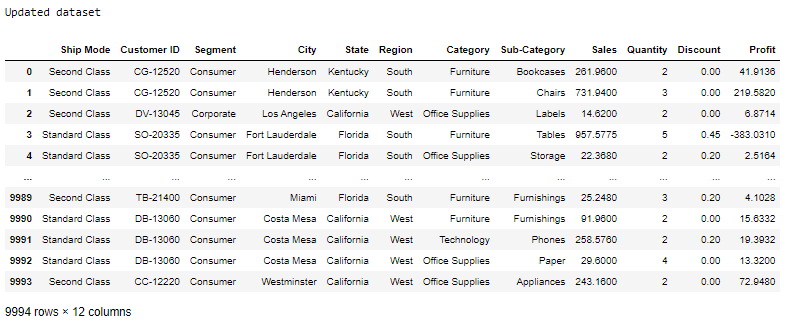 Updated dataset
Ship Mode Customer ID Segment City State Region Category Sub-Category Sales Quantity Discount Profit
0 Second Class CG-12520 Consumer Henderson Kentucky South Furniture Bookcases 261.9600 2 0.00 41.9136
1 Second Class CG-12520 Consumer Henderson Kentucky South Furniture Chairs 731.9400 3 0.00 219.5820
2 Second Class DV-13045 Corporate Los Angeles California West Office Supplies Labels 14.6200 2 0.00 6.8714
3 Standard Class SO-20335 Consumer Fort Lauderdale Florida South Furniture Tables 957.5775 5 0.45 -383.0310
4 Standard Class SO-20335 Consumer Fort Lauderdale Florida South Office Supplies Storage 22.3680 2 0.20 2.5164
... ... ... ... ... ... ... ... ... ... ... ... ...
9989 Second Class TB-21400 Consumer Miami Florida South Furniture Furnishings 25.2480 3 0.20 4.1028
9990 Standard Class DB-13060 Consumer Costa Mesa California West Furniture Furnishings 91.9600 2 0.00 15.6332
9991 Standard Class DB-13060 Consumer Costa Mesa California West Technology Phones 258.5760 2 0.20 19.3932
9992 Standard Class DB-13060 Consumer Costa Mesa California West Office Supplies Paper 29.6000 4 0.00 13.3200
9993 Second Class CC-12220 Consumer Westminster California West Office Supplies Appliances 243.1600 2 0.00 72.9480
9994 rows × 12 columns